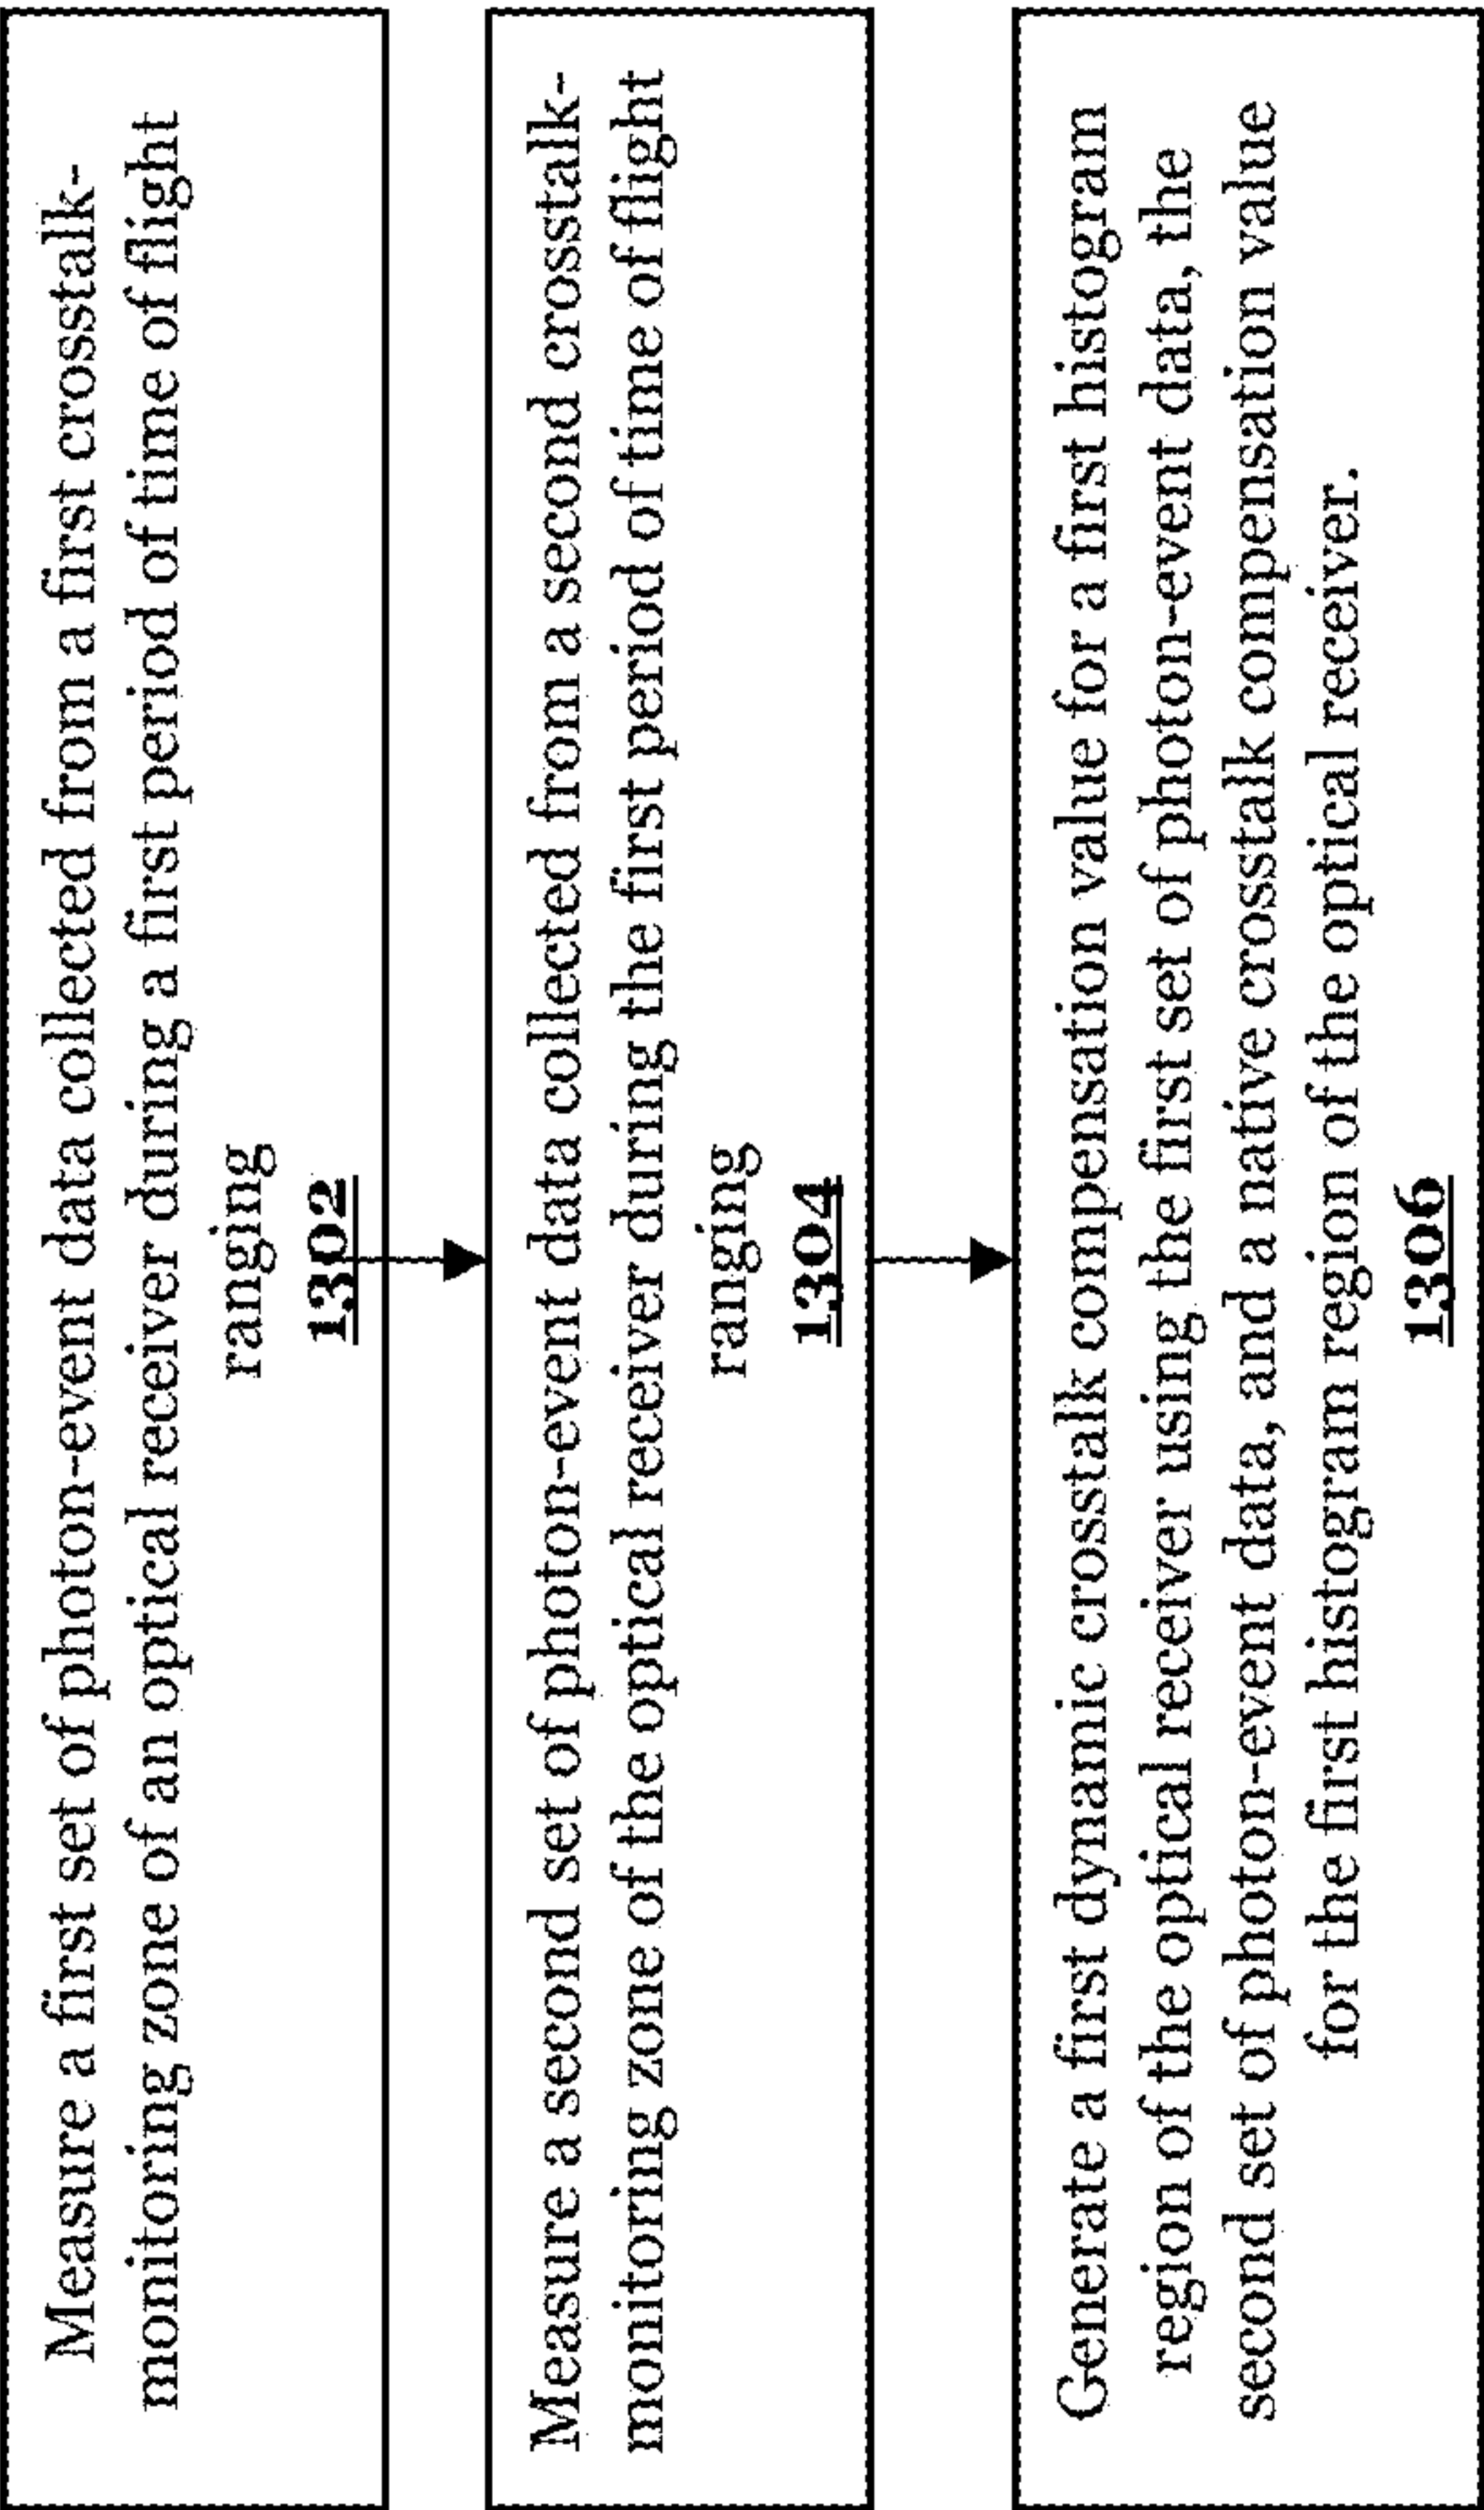 Measure a first set of photon-event data collected from a first crosstalk-
monitoring zone of an optical receiver during a first period of time of flight
ranging
1302
Measure a second set of photon-event data collected from a second crosstalk-
monitoring zone of the optical receiver during the first period of time of flight
ranging
1304
Generate a first dynamic crosstalk compensation value for a first histogram
region of the optical receiver using the first set of photon-event data, the
second set of photon-event data, and a native crosstalk compensation value
for the first histogram region of the optical receiver.
1306